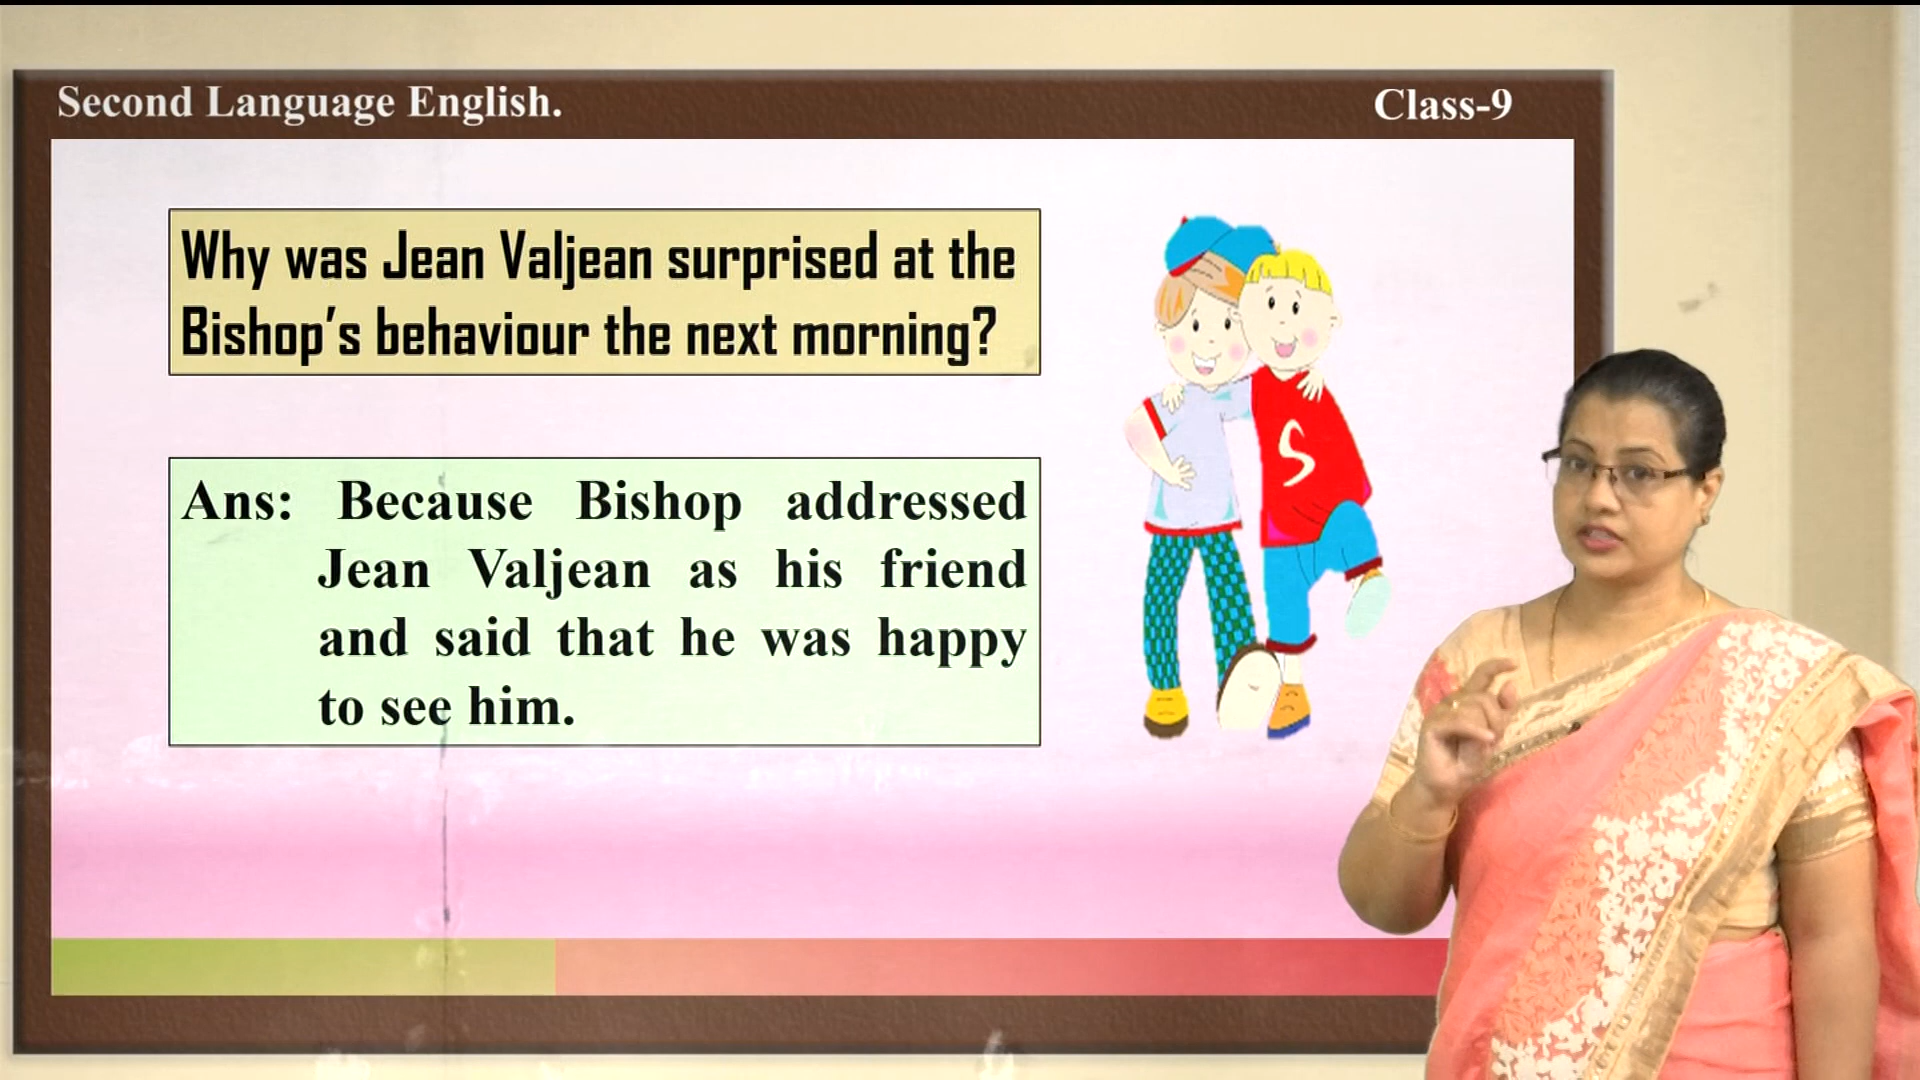 Second Language English.
Class-9
Why was Jean Valjean surprised at the
Bishop's behaviour the next morning?
Ans: Because Bishop addressed
Jean Valjean as his friend
and said that he was happy
to see him.
S